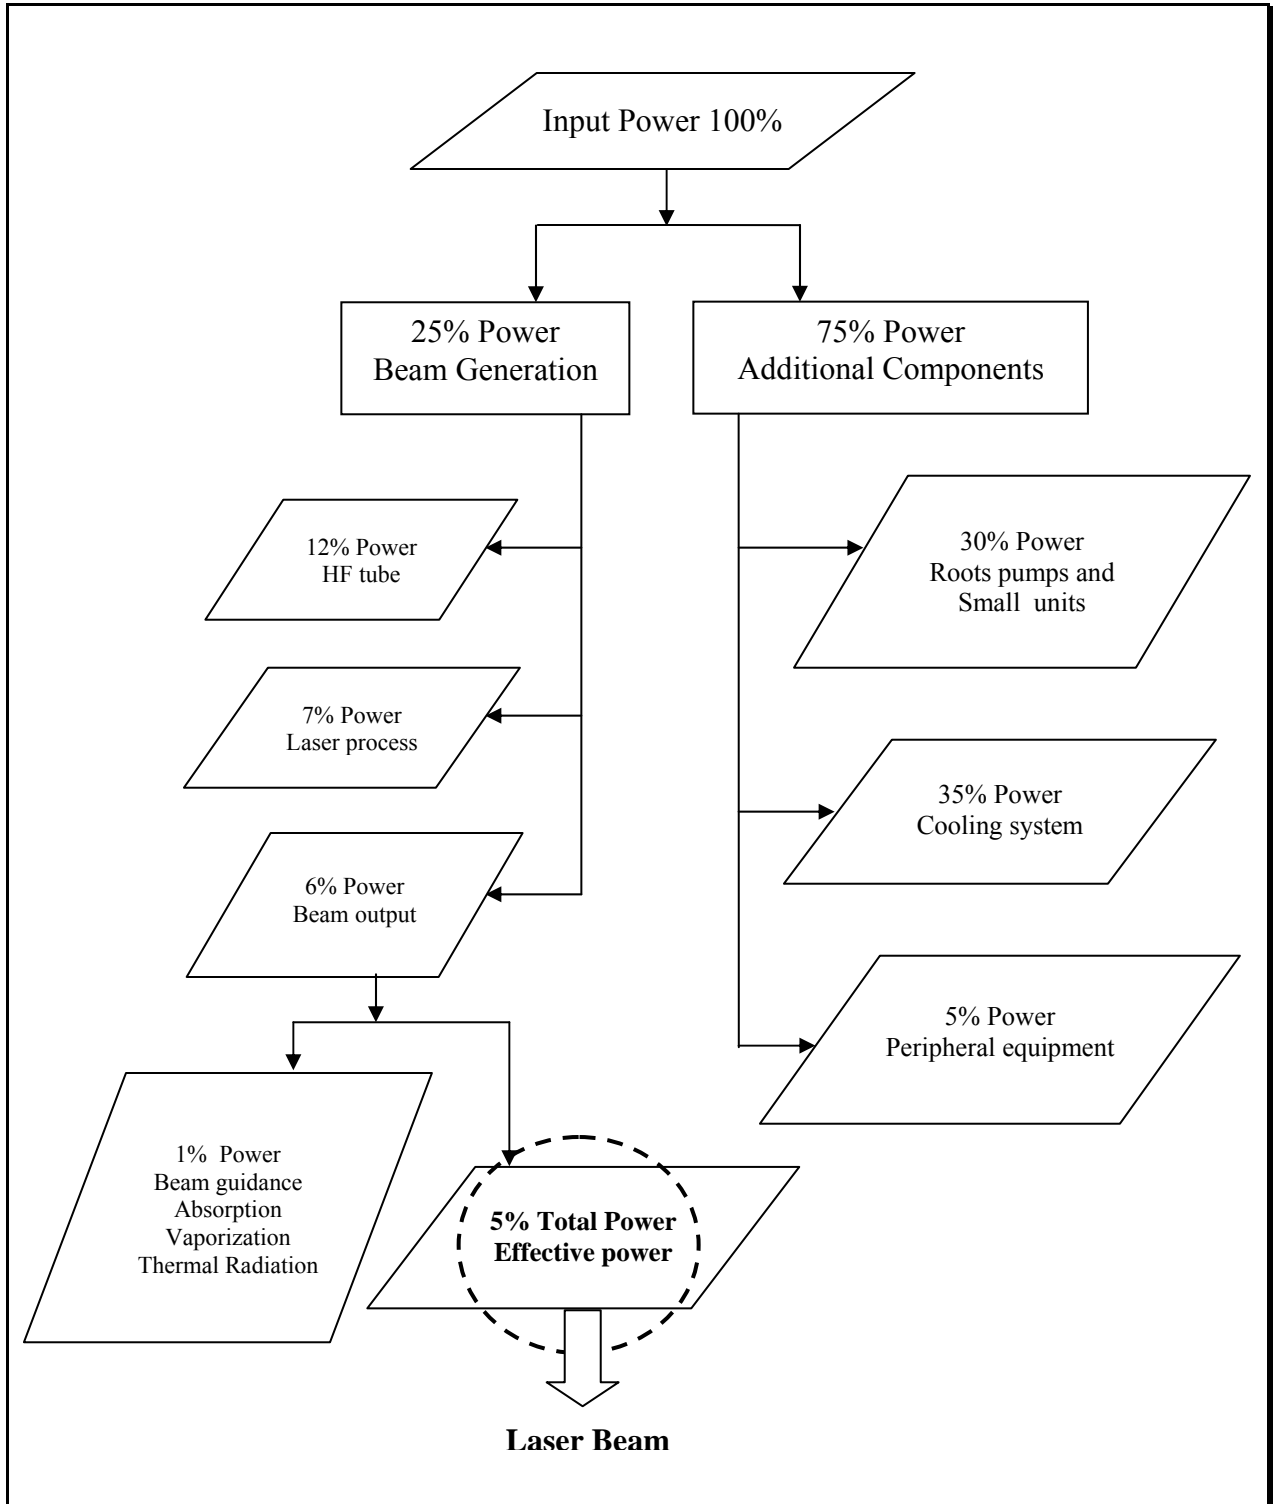 Input Power 100%
25% Power
Beam Generation
75% Power
Additional Components
12% Power
HF tube
30% Power
Roots pumps and
Small units
7% Power
Laser process
35% Power
Cooling system
6% Power
Beam output
5% Power
Peripheral equipment
1% Power
Beam guidance
Absorption
Vaporization
Thermal Radiation
5% Total Power
Effective power
Laser Beam